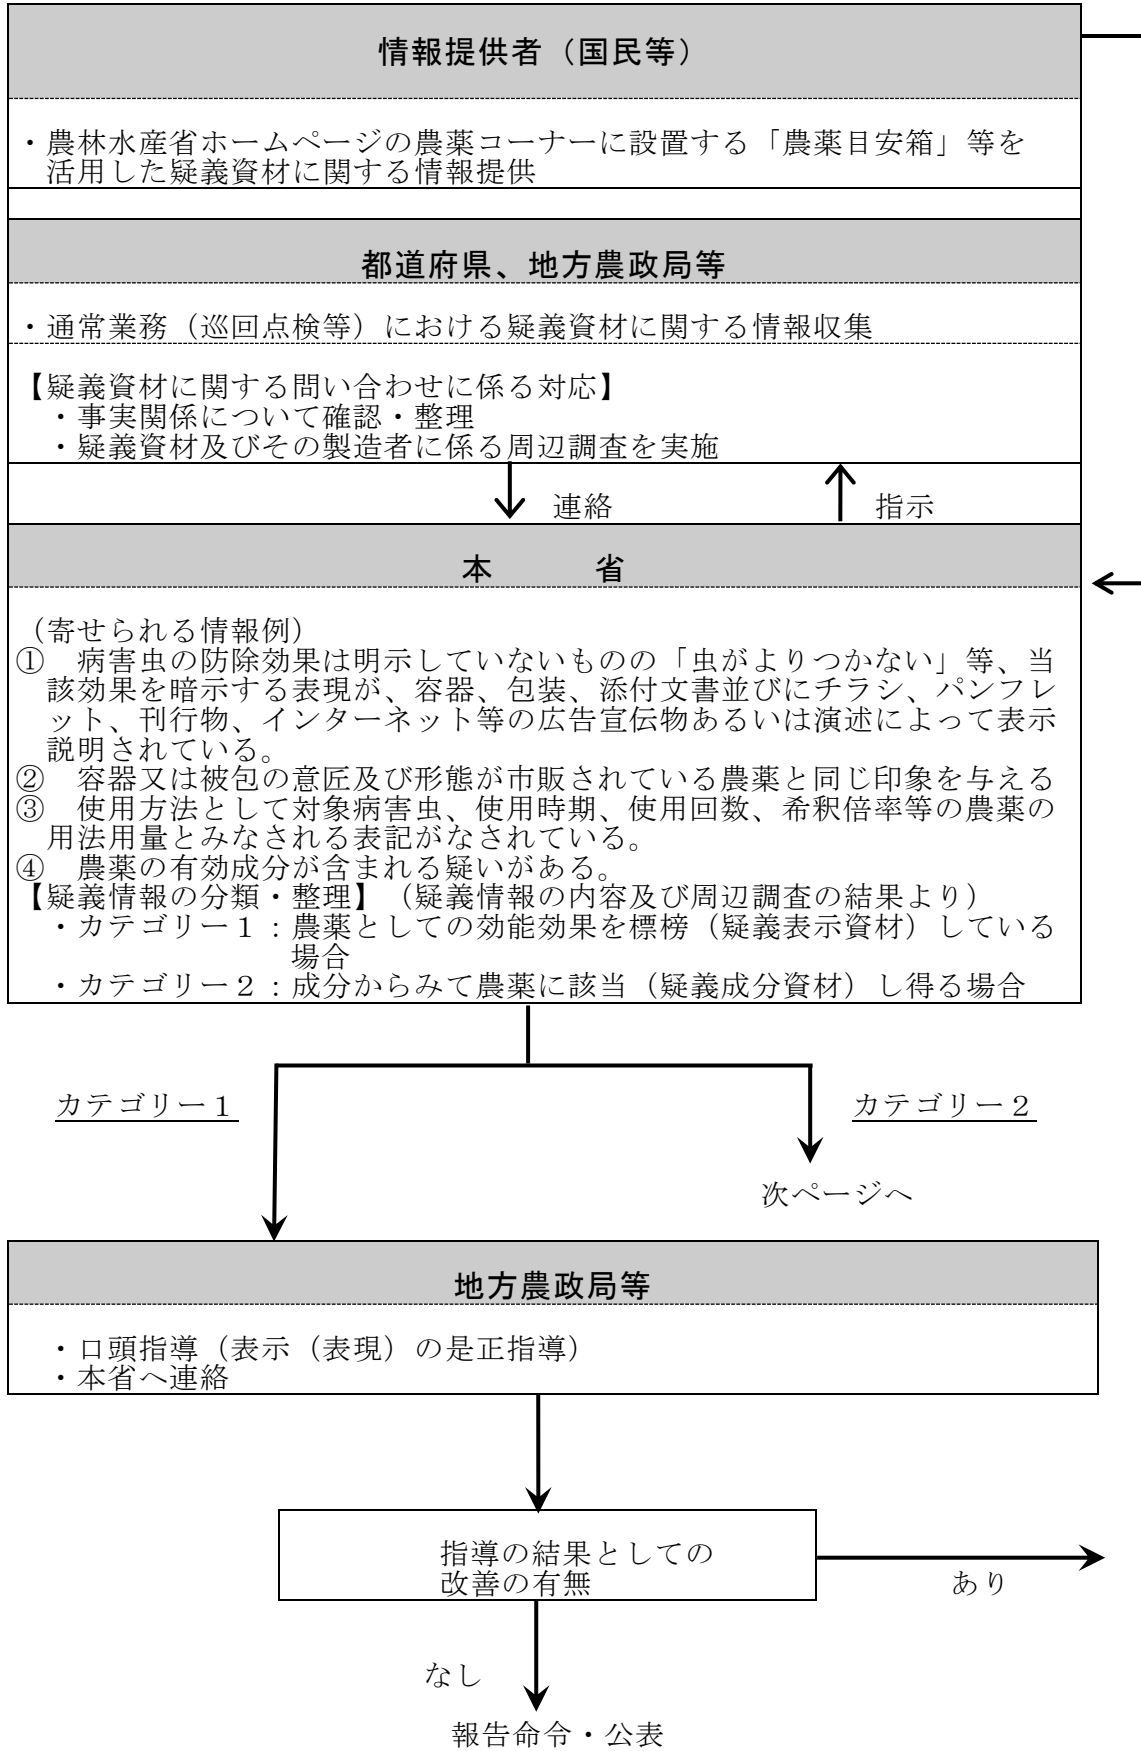 情報提供者（国民等）
・農林水産省ホームページの農薬コーナーに設置する「農薬目安箱」等を
活用した疑義資材に関する情報提供
都道府県、地方農政局等
・通常業務（巡回点検等）における疑義資材に関する情報収集
【疑義資材に関する問い合わせに係る対応】
・事実関係について確認・整理
・疑義資材及びその製造者に係る周辺調査を実施
連絡
指示
本　　　省
（寄せられる情報例）
①　病害虫の防除効果は明示していないものの「虫がよりつかない」等、当
該効果を暗示する表現が、容器、包装、添付文書並びにチラシ、パンフレ
ット、刊行物、インターネット等の広告宣伝物あるいは演述によって表示
説明されている。
②　容器又は被包の意匠及び形態が市販されている農薬と同じ印象を与える
③　使用方法として対象病害虫、使用時期、使用回数、希釈倍率等の農薬の
用法用量とみなされる表記がなされている。
④　農薬の有効成分が含まれる疑いがある。
【疑義情報の分類・整理】（疑義情報の内容及び周辺調査の結果より）
・カテゴリー１：農薬としての効能効果を標榜（疑義表示資材）している
場合
・カテゴリー２：成分からみて農薬に該当（疑義成分資材）し得る場合
カテゴリー１
カテゴリー２
次ページへ
地方農政局等
・口頭指導（表示（表現）の是正指導）
・本省へ連絡
指導の結果としての
改善の有無
あり
なし
報告命令・公表